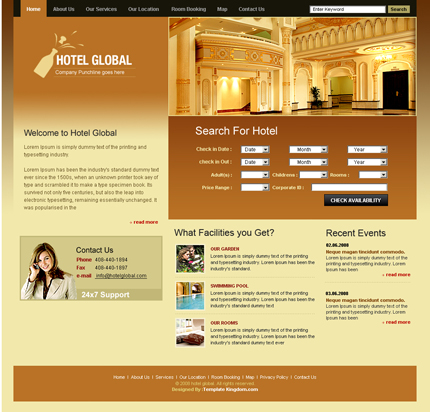 Home About Us Our Services Our Location Room Booking Map Contact Us Enter Keyword Search
HOTEL GLOBAL
Company Punchline goes here
Welcome to Hotel Global
Lorem Ipsum is simply dummy text of the printing and
typesetting industry.
Lorem Ipsum has been the industry's standard dummy text
ever since the 1500s, when an unknown printer took aey of
type and scrambled it to make a type specimen book. Its
survived not only five centuries, but also the leap into
electronic typesetting, remaining essentially unchanged. It
was popularised in the
read more
Search For Hotel
Check in Date : Date Month Year
check in Out : Date Month Year
Adult(s) : Childrens : Rooms :
Price Range : Corporate ID :
CHECK AVAILABILITY
Contact Us
Phone 408-440-1894
Fax 408-440-1897
e-mail info@hotelglobal.com
24x7 Support
What Facilities you Get?
OUR GARDEN
Lorem Ipsum is simply dummy text of the printing
and typesetting industry. Lorem Ipsum has been the
industry's standard.
SWIMMING POOL
Lorem Ipsum is simply dummy text of the printing
and typesetting industry. Lorem Ipsum has been the
industry's standard dummy text
OUR ROOMS
Lorem Ipsum is simply dummy text of the printing
and typesetting industry. Lorem Ipsum has been the
industry's standard dummy text ever
Recent Events
02.06.2008
Neque magan tincidunt commodo.
Lorem Ipsum is simply dummy text of the
printing and typesetting industry.
read more
03.06.2008
Neque magan tincidunt commodo.
Lorem Ipsum is simply dummy text of the
printing and typesetting industry.
read more
Home | About Us | Services | Our Location | Room Booking | Map | Privacy Policy | Contact Us
© 2008 hotel global. All rights reserved.
Designed By :Template Kingdom.com